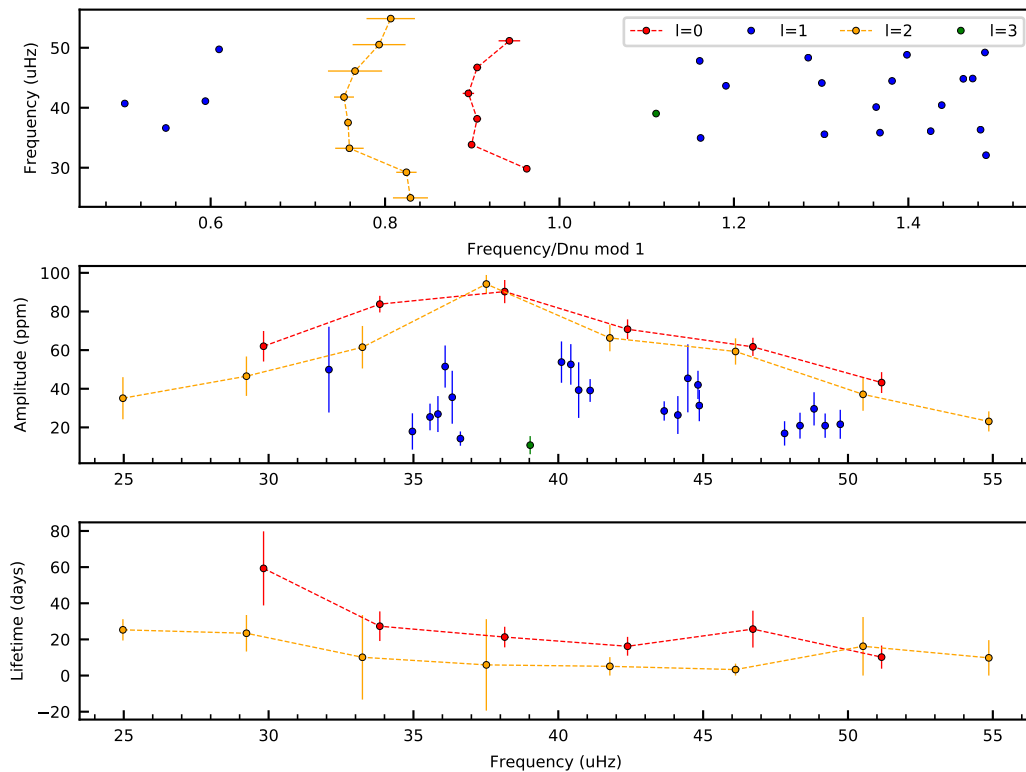 l=0 l=1 l=2 l=3
50
40
30
Frequency (uHz)
0.6 0.8 1.0 1.2 1.4
Frequency/Dnu mod 1
100
80
60
40
20
Amplitude (ppm)
25 30 35 40 45 50 55
80
60
40
20
0
−20
Lifetime (days)
25 30 35 40 45 50 55
Frequency (uHz)